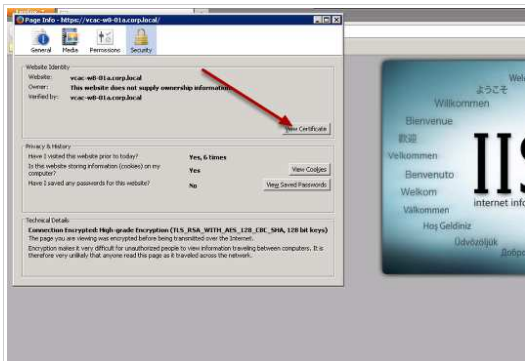 Page Info - https://vcac-w8-01a.corp.local/
General Media Permissions Security
Website Identity
Website: vcac-w8-01a.corp.local
Owner: This website does not supply ownership information.
Verified by: vcac-w8-01a.corp.local
View Certificate
Privacy & History
Have I visited this website prior to today? Yes, 6 times
Is this website storing information (cookies) on my computer? Yes View Cookies
Have I saved any passwords for this website? No View Saved Passwords
Technical Details
Connection Encrypted: High-grade Encryption (TLS_RSA_WITH_AES_128_CBC_SHA, 128 bit keys)
The page you are viewing was encrypted before being transmitted over the Internet.
Encryption makes it very difficult for unauthorized people to view information traveling between computers. It is
therefore very unlikely that anyone read this page as it traveled across the network.
Wel
ようこそ
Willkommen
Bienvenue
歓迎
Velkommen
Benvenuto
Welkom
Välkommen
Hoş Geldiniz
Üdvözöljük
IIS
internet info